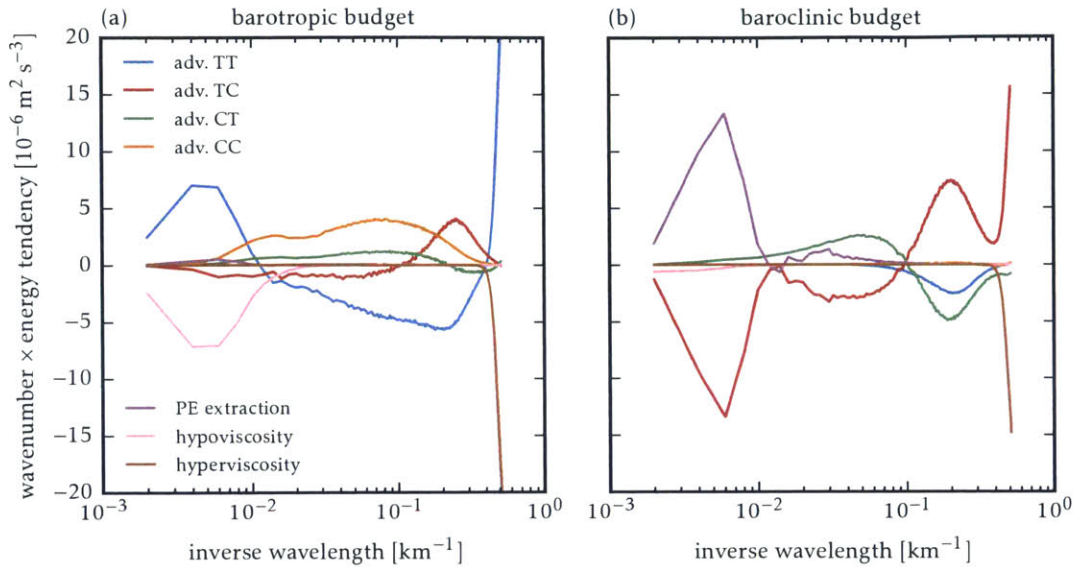 (a) barotropic budget
(b) baroclinic budget
wavenumber × energy tendency [10⁻⁶ m² s⁻³]
20
15
10
5
0
−5
−10
−15
−20
adv. TT
adv. TC
adv. CT
adv. CC
PE extraction
hypoviscosity
hyperviscosity
10⁻³ 10⁻² 10⁻¹ 10⁰
10⁻³ 10⁻² 10⁻¹ 10⁰
inverse wavelength [km⁻¹]
inverse wavelength [km⁻¹]